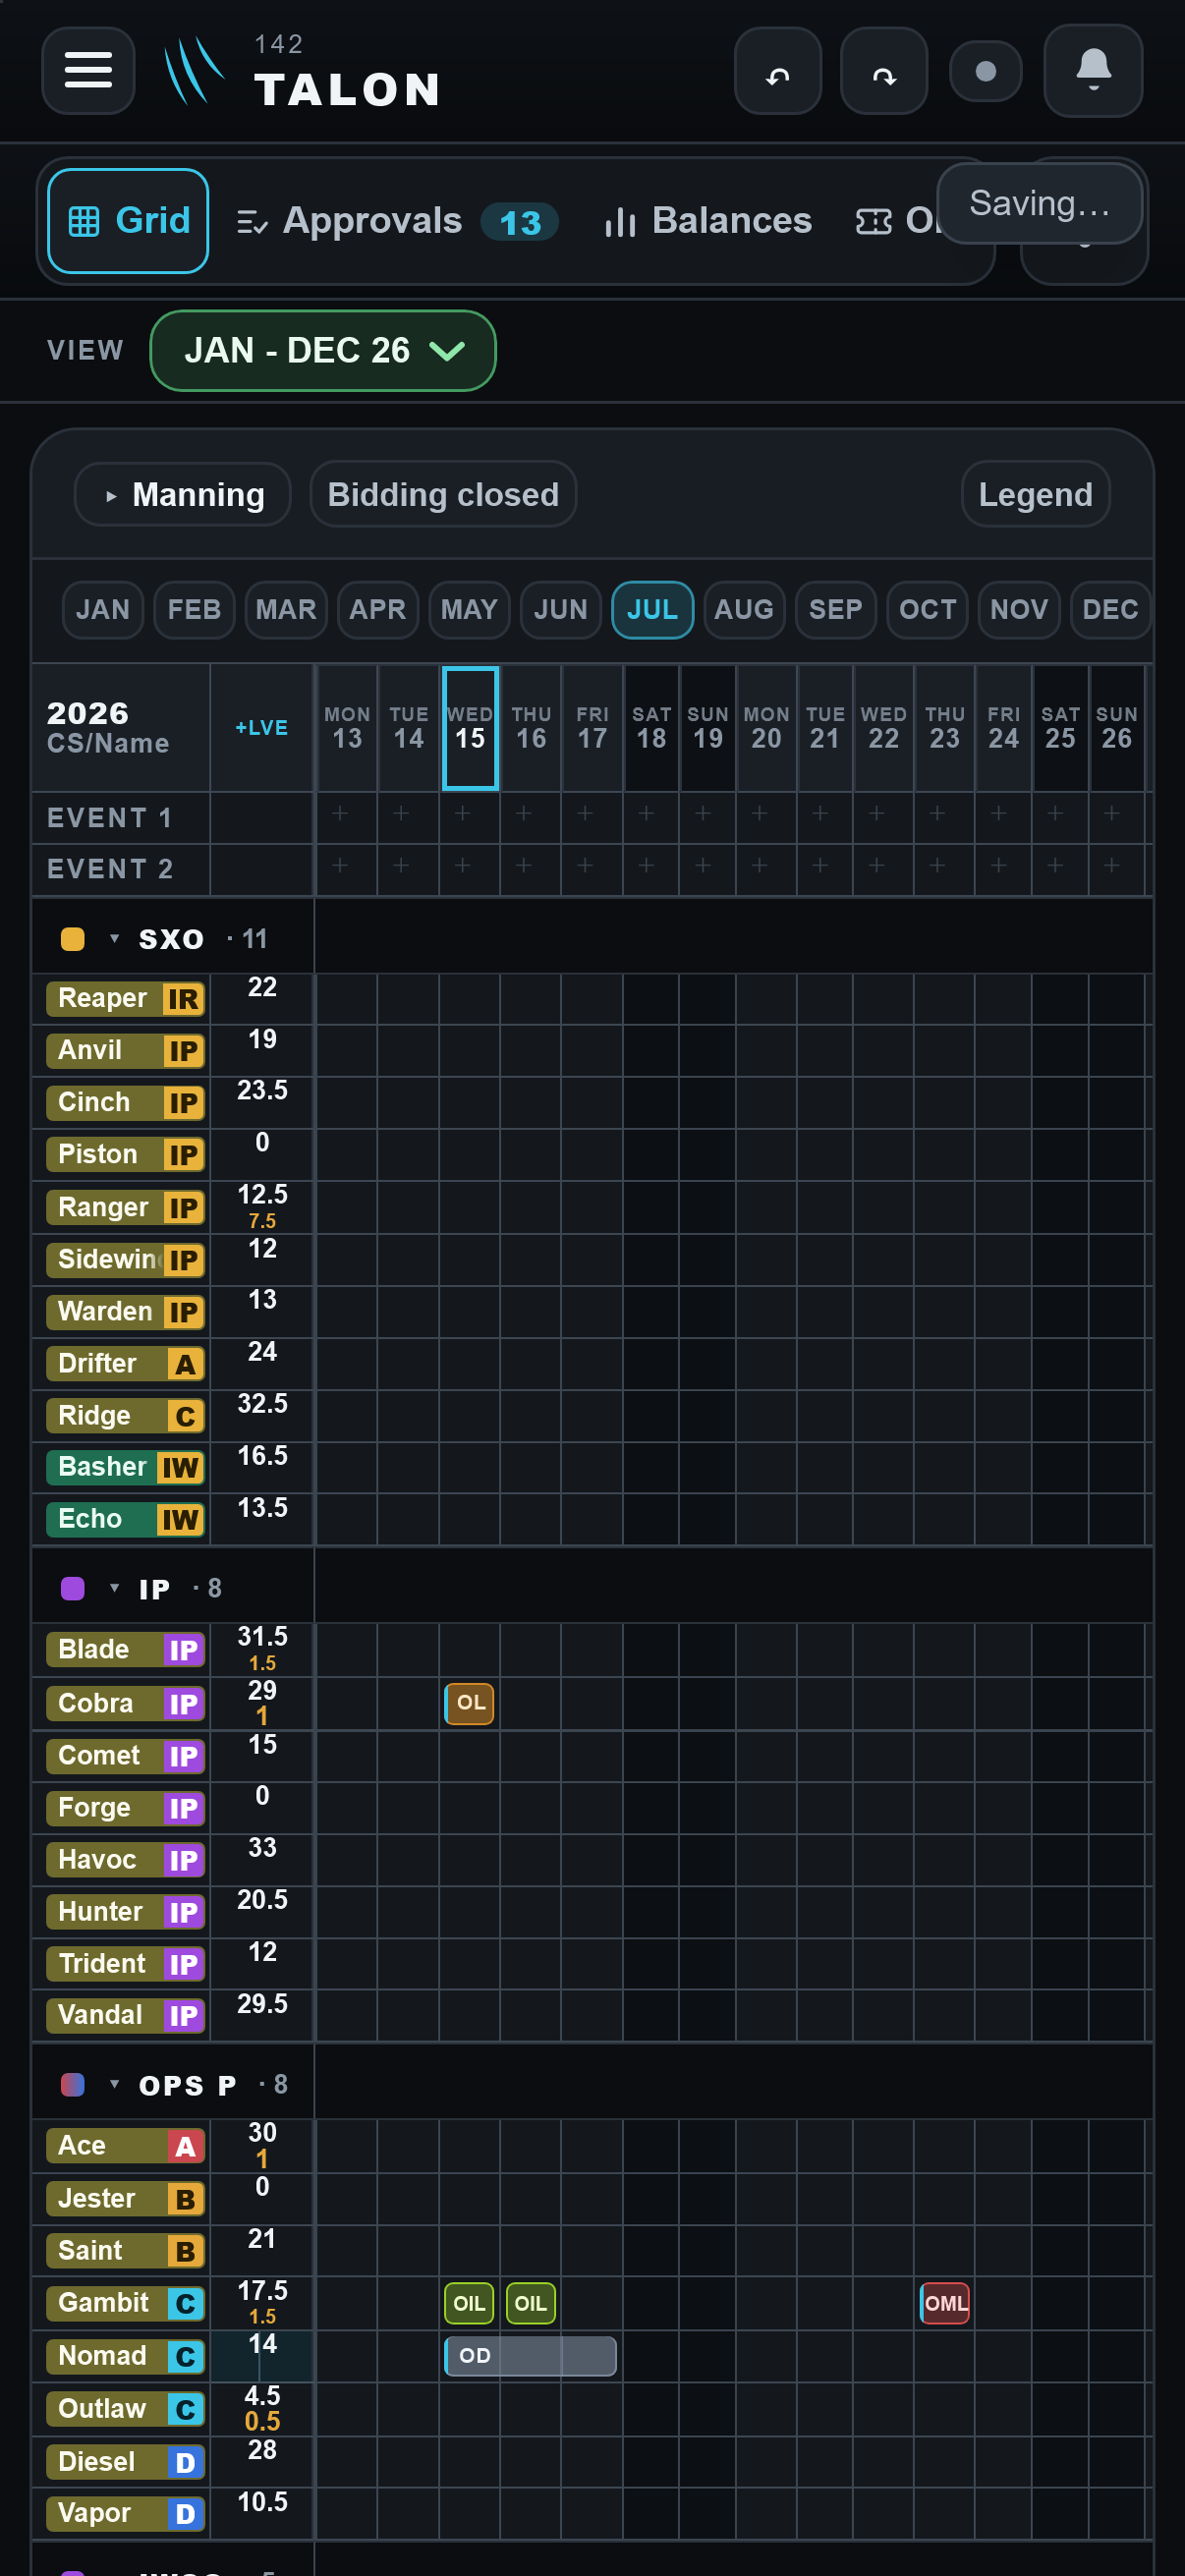 142
TALON
Grid
Approvals 13
Balances
Saving...
VIEW
JAN - DEC 26
Manning
Bidding closed
Legend
JAN FEB MAR APR MAY JUN JUL AUG SEP OCT NOV DEC
2026
CS/Name
+LVE
MON 13 TUE 14 WED 15 THU 16 FRI 17 SAT 18 SUN 19 MON 20 TUE 21 WED 22 THU 23 FRI 24 SAT 25 SUN 26
EVENT 1 + + + + + + + + + + + + + +
EVENT 2 + + + + + + + + + + + + + +
SXO · 11
Reaper IR 22
Anvil IP 19
Cinch IP 23.5
Piston IP 0
Ranger IP 12.5
7.5
Sidewin IP 12
Warden IP 13
Drifter A 24
Ridge C 32.5
Basher IW 16.5
Echo IW 13.5
IP · 8
Blade IP 31.5
1.5
Cobra IP 29 OL
1
Comet IP 15
Forge IP 0
Havoc IP 33
Hunter IP 20.5
Trident IP 12
Vandal IP 29.5
OPS P · 8
Ace A 30
1
Jester B 0
Saint B 21
Gambit C 17.5 OIL OIL OML
1.5
Nomad C 14 OD
Outlaw C 4.5
0.5
Diesel D 28
Vapor D 10.5